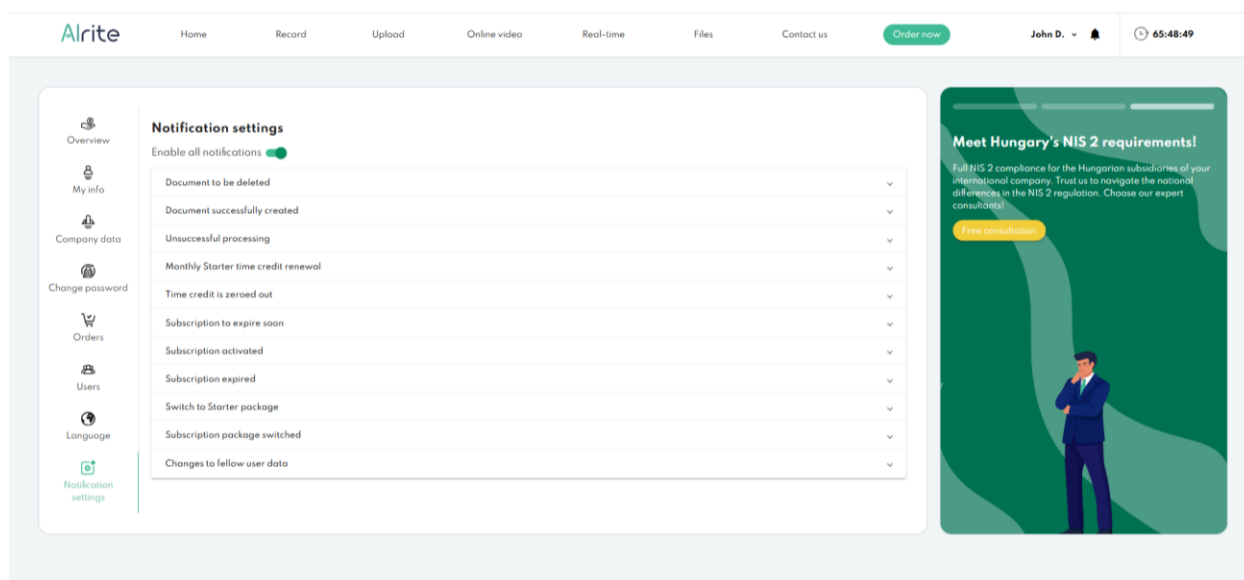 Alrite
Home
Record
Upload
Online video
Real-time
Files
Contact us
Order now
John D.
65:48:49
Overview
My info
Company data
Change password
Orders
Users
Language
Notification
settings
Notification settings
Enable all notifications
Document to be deleted
Document successfully created
Unsuccessful processing
Monthly Starter time credit renewal
Time credit is zeroed out
Subscription to expire soon
Subscription activated
Subscription expired
Switch to Starter package
Subscription package switched
Changes to fellow user data
Meet Hungary's NIS 2 requirements!
Full NIS 2 compliance for the Hungarian subsidiaries of your
international company. Trust us to navigate the national
differences in the NIS 2 regulation. Choose our expert
consultants!
Free consultation